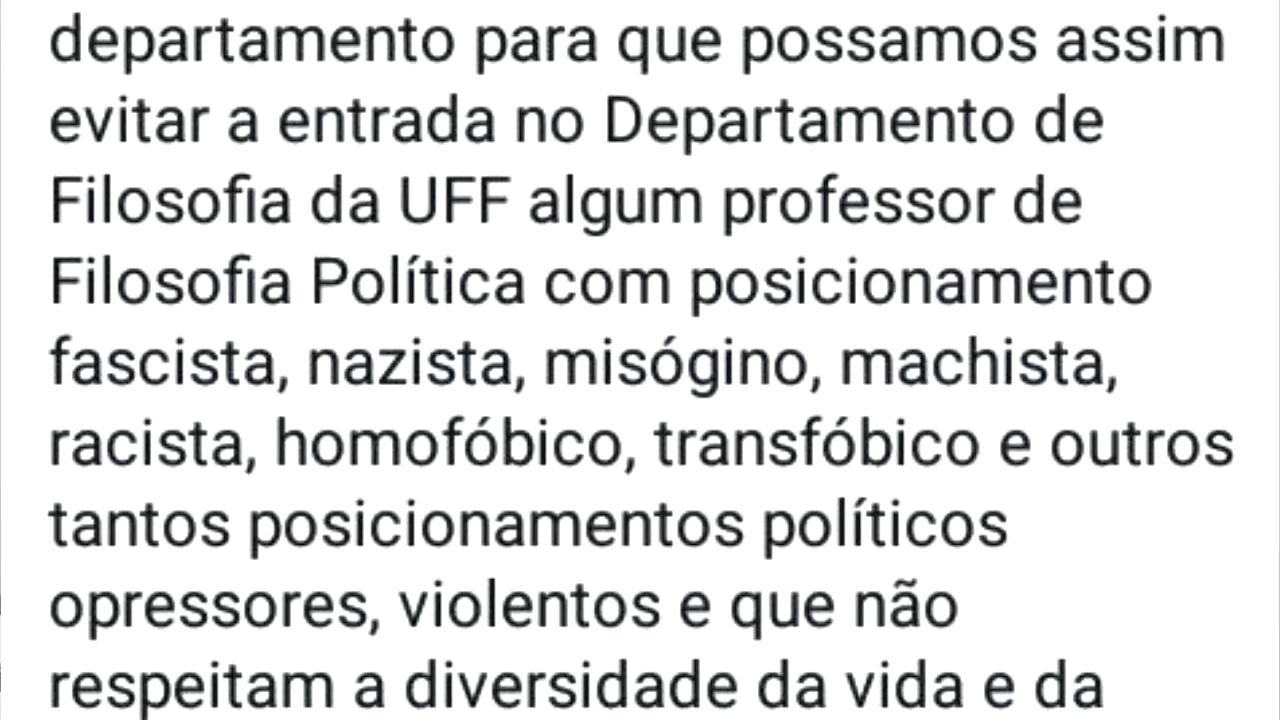 departamento para que possamos assim
evitar a entrada no Departamento de
Filosofia da UFF algum professor de
Filosofia Política com posicionamento
fascista, nazista, misógino, machista,
racista, homofóbico, transfóbico e outros
tantos posicionamentos políticos
opressores, violentos e que não
respeitam a diversidade da vida e da